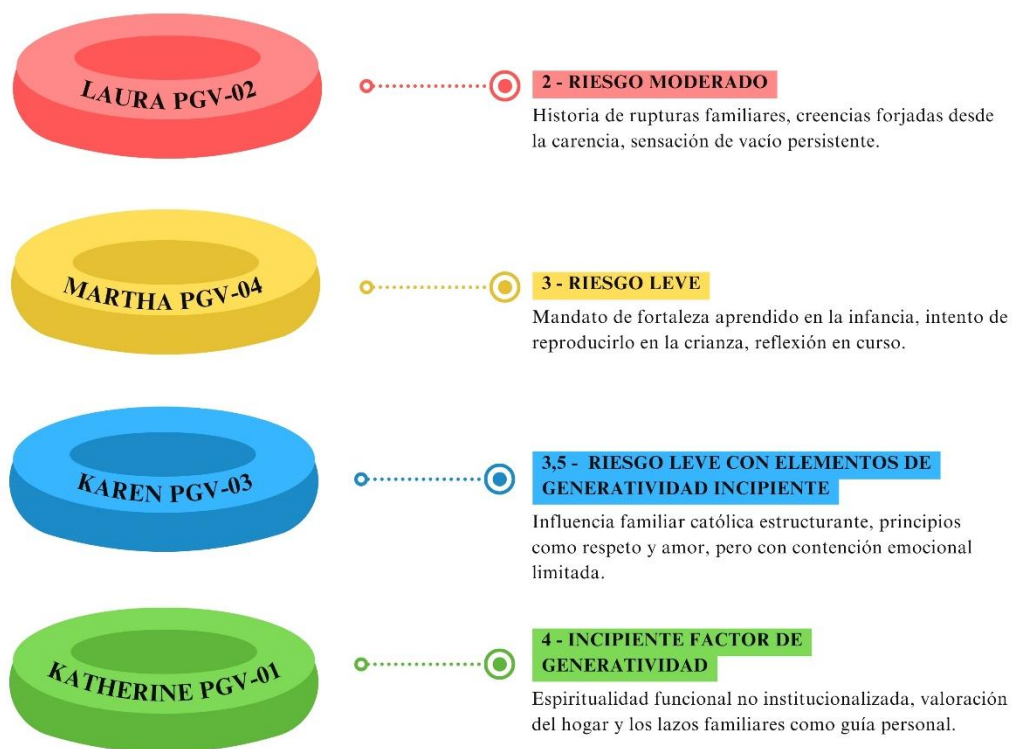 LAURA PGV-02
2 - RIESGO MODERADO
Historia de rupturas familiares, creencias forjadas desde
la carencia, sensación de vacío persistente.
MARTHA PGV-04
3 - RIESGO LEVE
Mandato de fortaleza aprendido en la infancia, intento de
reproducirlo en la crianza, reflexión en curso.
KAREN PGV-03
3,5 - RIESGO LEVE CON ELEMENTOS DE
GENERATIVIDAD INCIPIENTE
Influencia familiar católica estructurante, principios
como respeto y amor, pero con contención emocional
limitada.
KATHERINE PGV-01
4 - INCIPIENTE FACTOR DE
GENERATIVIDAD
Espiritualidad funcional no institucionalizada, valoración
del hogar y los lazos familiares como guía personal.